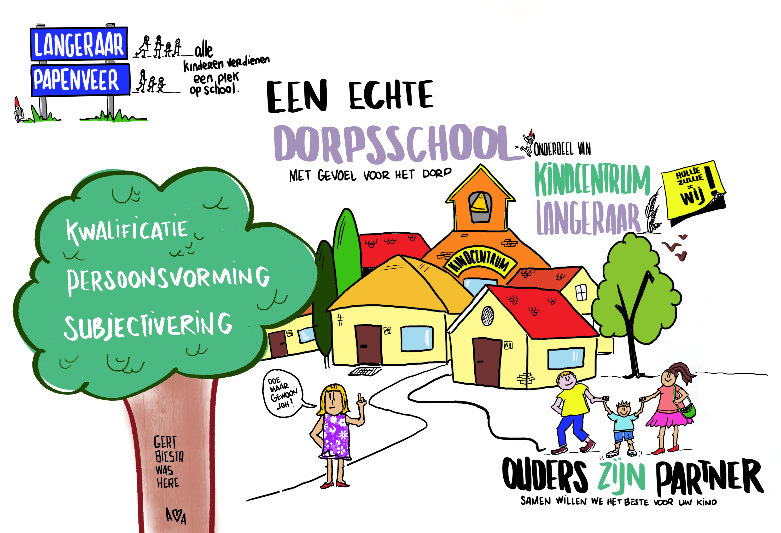 LANGERAAR
PAPENVEER
alle
kinderen verdienen
een plek
op school.
EEN ECHTE
DORPSSCHOOL
MET GEVOEL VOOR HET DORP
ONDERDEEL VAN
KINDCENTRUM
LANGERAAR
HULLIE
ZULLIE
=
WIJ!
KWALIFICATIE
PERSOONSVORMING
SUBJECTIVERING
KINDCENTRUM
DOE
MAAR
GEWOON
JOH!
GERT
BIESTA
WAS
HERE
A♡A
OUDERS ZIJN PARTNER
SAMEN WILLEN WE HET BESTE VOOR UW KIND